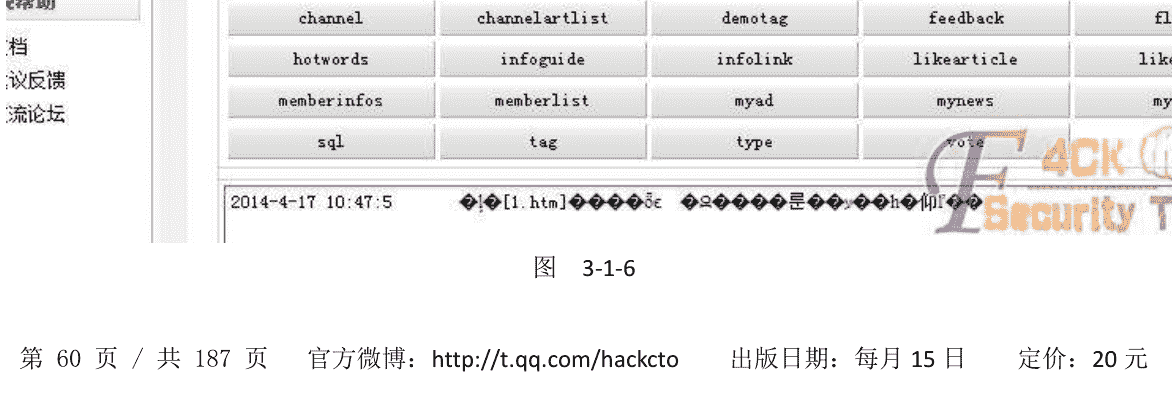 channel channelartlist demotag feedback
档
hotwords infoguide infolink likearticle
议反馈
memberinfos memberlist myad mynews
流论坛
sql tag type vote
4CK
2014-4-17 10:47:5 [1.htm]
Security T
图 3-1-6
第 60 页 / 共 187 页 官方微博：http://t.qq.com/hackcto 出版日期：每月 15 日 定价：20 元